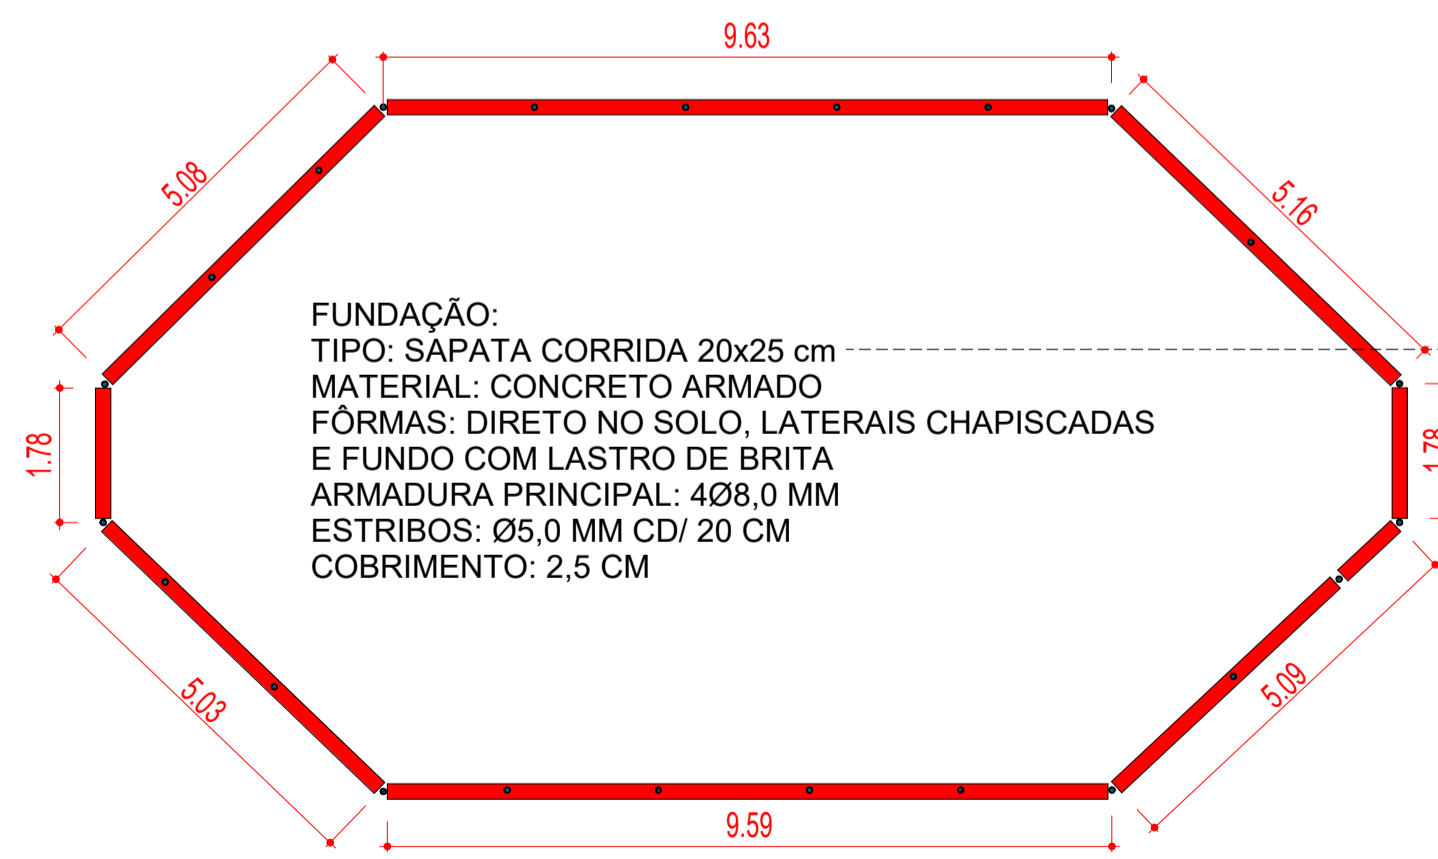 9.63
5.08
5.16
FUNDAÇÃO:
TIPO: SAPATA CORRIDA 20x25 cm
MATERIAL: CONCRETO ARMADO
FÔRMAS: DIRETO NO SOLO, LATERAIS CHAPISCADAS
E FUNDO COM LASTRO DE BRITA
ARMADURA PRINCIPAL: 4Ø8,0 MM
ESTRIBOS: Ø5,0 MM CD/ 20 CM
COBRIMENTO: 2,5 CM
1.78
1.78
5.03
5.09
9.59